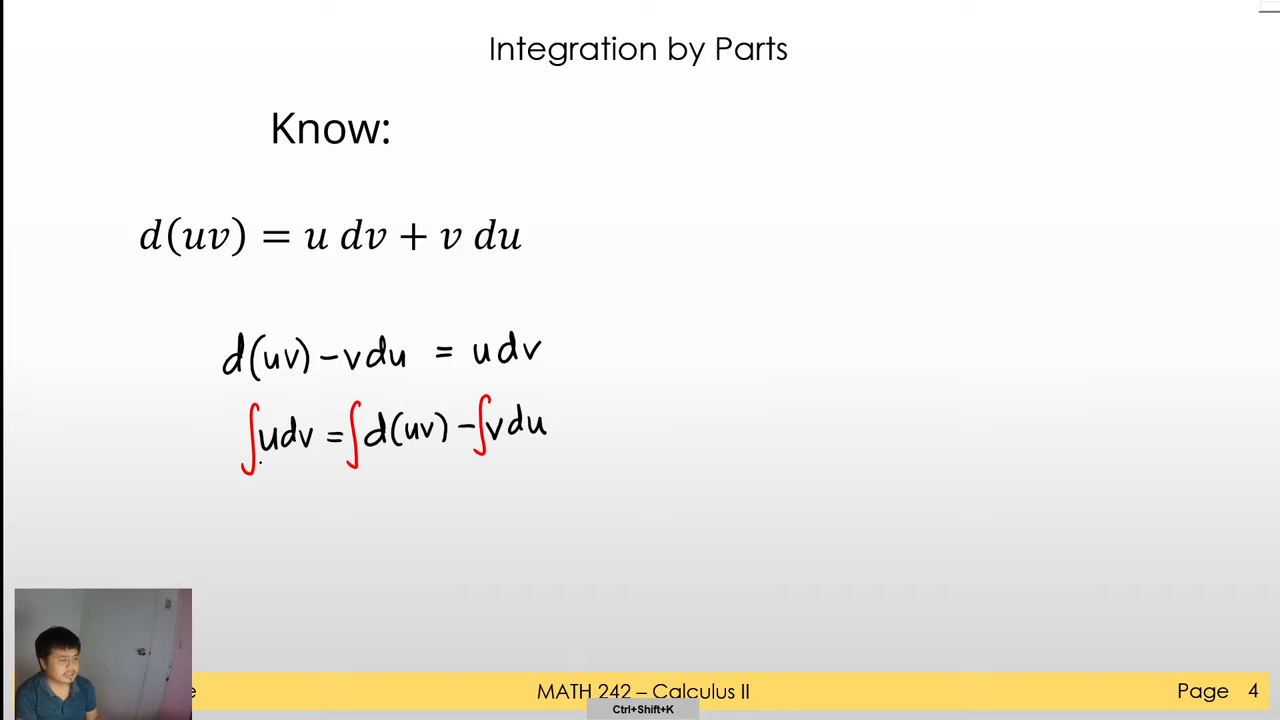 Integration by Parts
Know:
d(uv) = u dv + v du
d(uv) - vdu = udv
∫udv = ∫d(uv) - ∫vdu
MATH 242 – Calculus II
Page 4
Ctrl+Shift+K